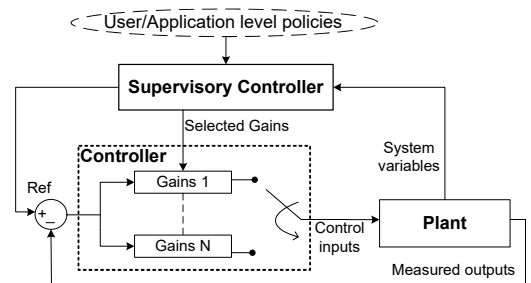 User/Application level policies
Supervisory Controller
Selected Gains
System
variables
Controller
Gains 1
Ref
+
–
Gains N
Control
inputs
Plant
Measured outputs